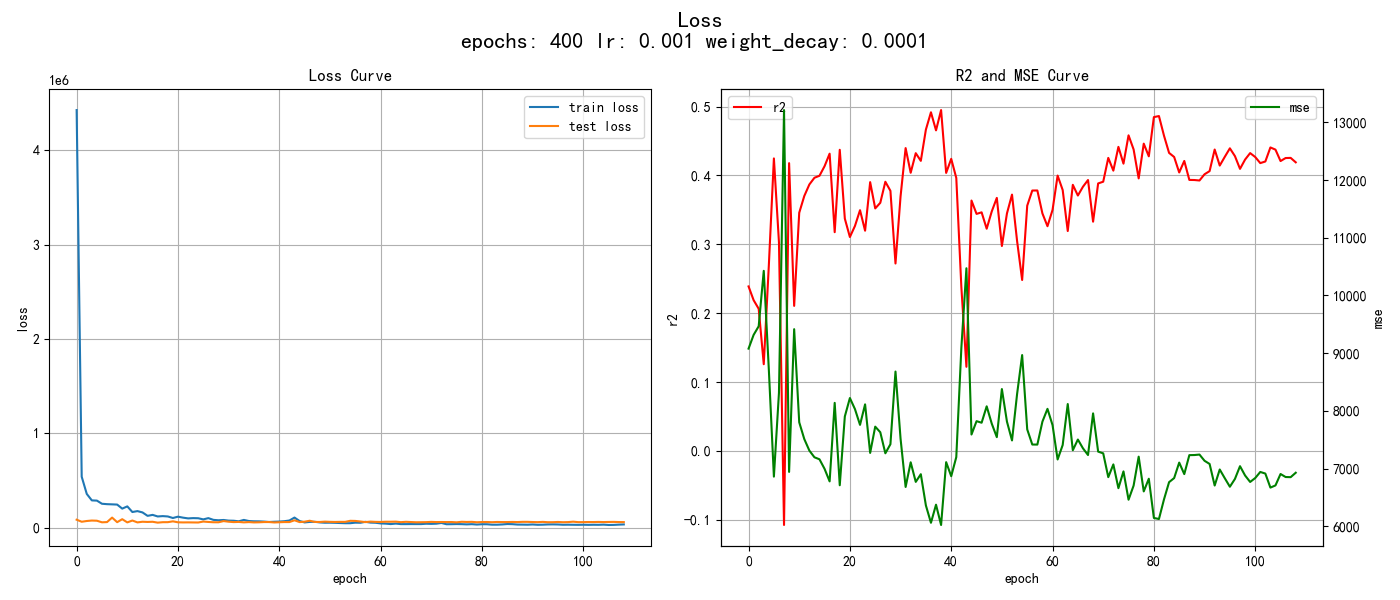 Loss
epochs: 400 lr: 0.001 weight_decay: 0.0001
Loss Curve
1e6
train loss
test loss
4
3
2
1
0
loss
0 20 40 60 80 100
epoch
R2 and MSE Curve
r2
mse
0.5
0.4
0.3
0.2
0.1
0.0
−0.1
r2
13000
12000
11000
10000
9000
8000
7000
6000
mse
0 20 40 60 80 100
epoch